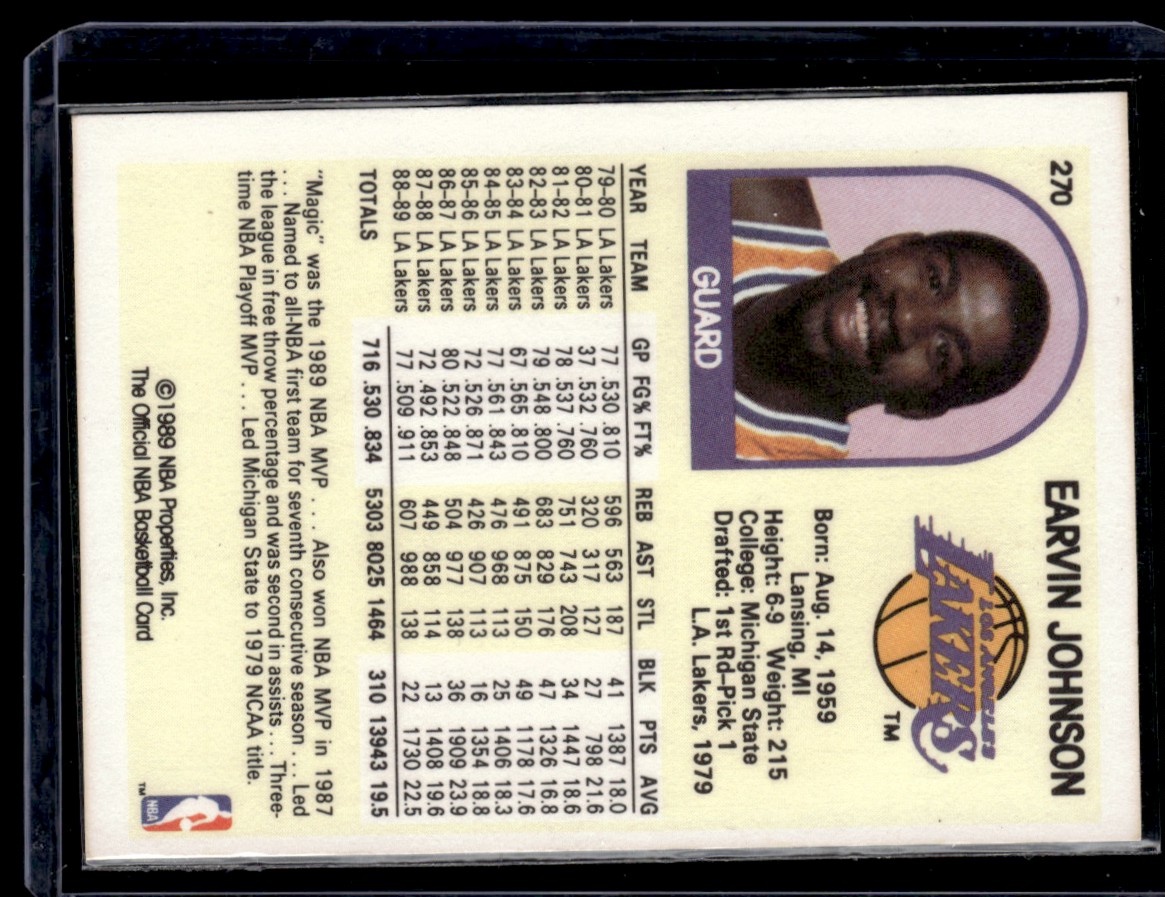 270
EARVIN JOHNSON
GUARD
LOS ANGELES
LAKERS
TM
Born: Aug. 14, 1959
Lansing, MI
Height: 6-9 Weight: 215
College: Michigan State
Drafted: 1st Rd-Pick 1
L.A. Lakers, 1979
YEAR TEAM GP FG% FT% REB AST STL BLK PTS AVG
79-80 LA Lakers 77 .530 .810 596 563 187 41 1387 18.0
80-81 LA Lakers 37 .532 .760 320 317 127 27 798 21.6
81-82 LA Lakers 78 .537 .760 751 743 208 34 1447 18.6
82-83 LA Lakers 79 .548 .800 683 829 176 47 1326 16.8
83-84 LA Lakers 67 .565 .810 491 875 150 49 1178 17.6
84-85 LA Lakers 77 .561 .843 476 968 113 25 1406 18.3
85-86 LA Lakers 72 .526 .871 426 907 113 16 1354 18.8
86-87 LA Lakers 80 .522 .848 504 977 138 36 1909 23.9
87-88 LA Lakers 72 .492 .853 449 858 114 13 1408 19.6
88-89 LA Lakers 77 .509 .911 607 988 138 22 1730 22.5
TOTALS 716 .530 .834 5303 8025 1464 310 13943 19.5
"Magic" was the 1989 NBA MVP . . . Also won NBA MVP in 1987
. . . Named to all-NBA first team for seventh consecutive season . . . Led
the league in free throw percentage and was second in assists . . . Three-
time NBA Playoff MVP . . . Led Michigan State to 1979 NCAA title.
©1989 NBA Properties, Inc.
The Official NBA Basketball Card
NBA
TM